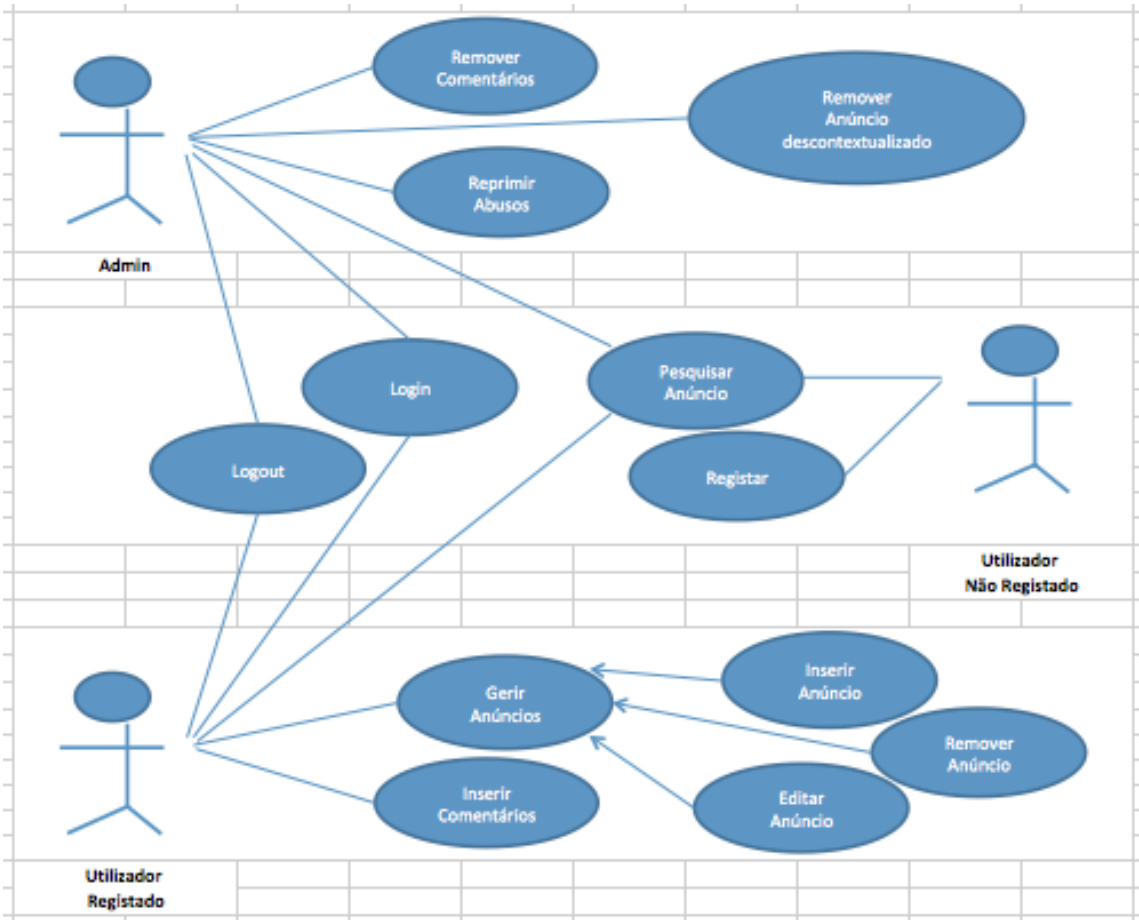 Remover
Comentários
Remover
Anúncio
descontextualizado
Reprimir
Abusos
Admin
Login
Pesquisar
Anúncio
Logout
Registar
Utilizador
Não Registado
Gerir
Anúncios
Inserir
Anúncio
Remover
Anúncio
Inserir
Comentários
Editar
Anúncio
Utilizador
Registado